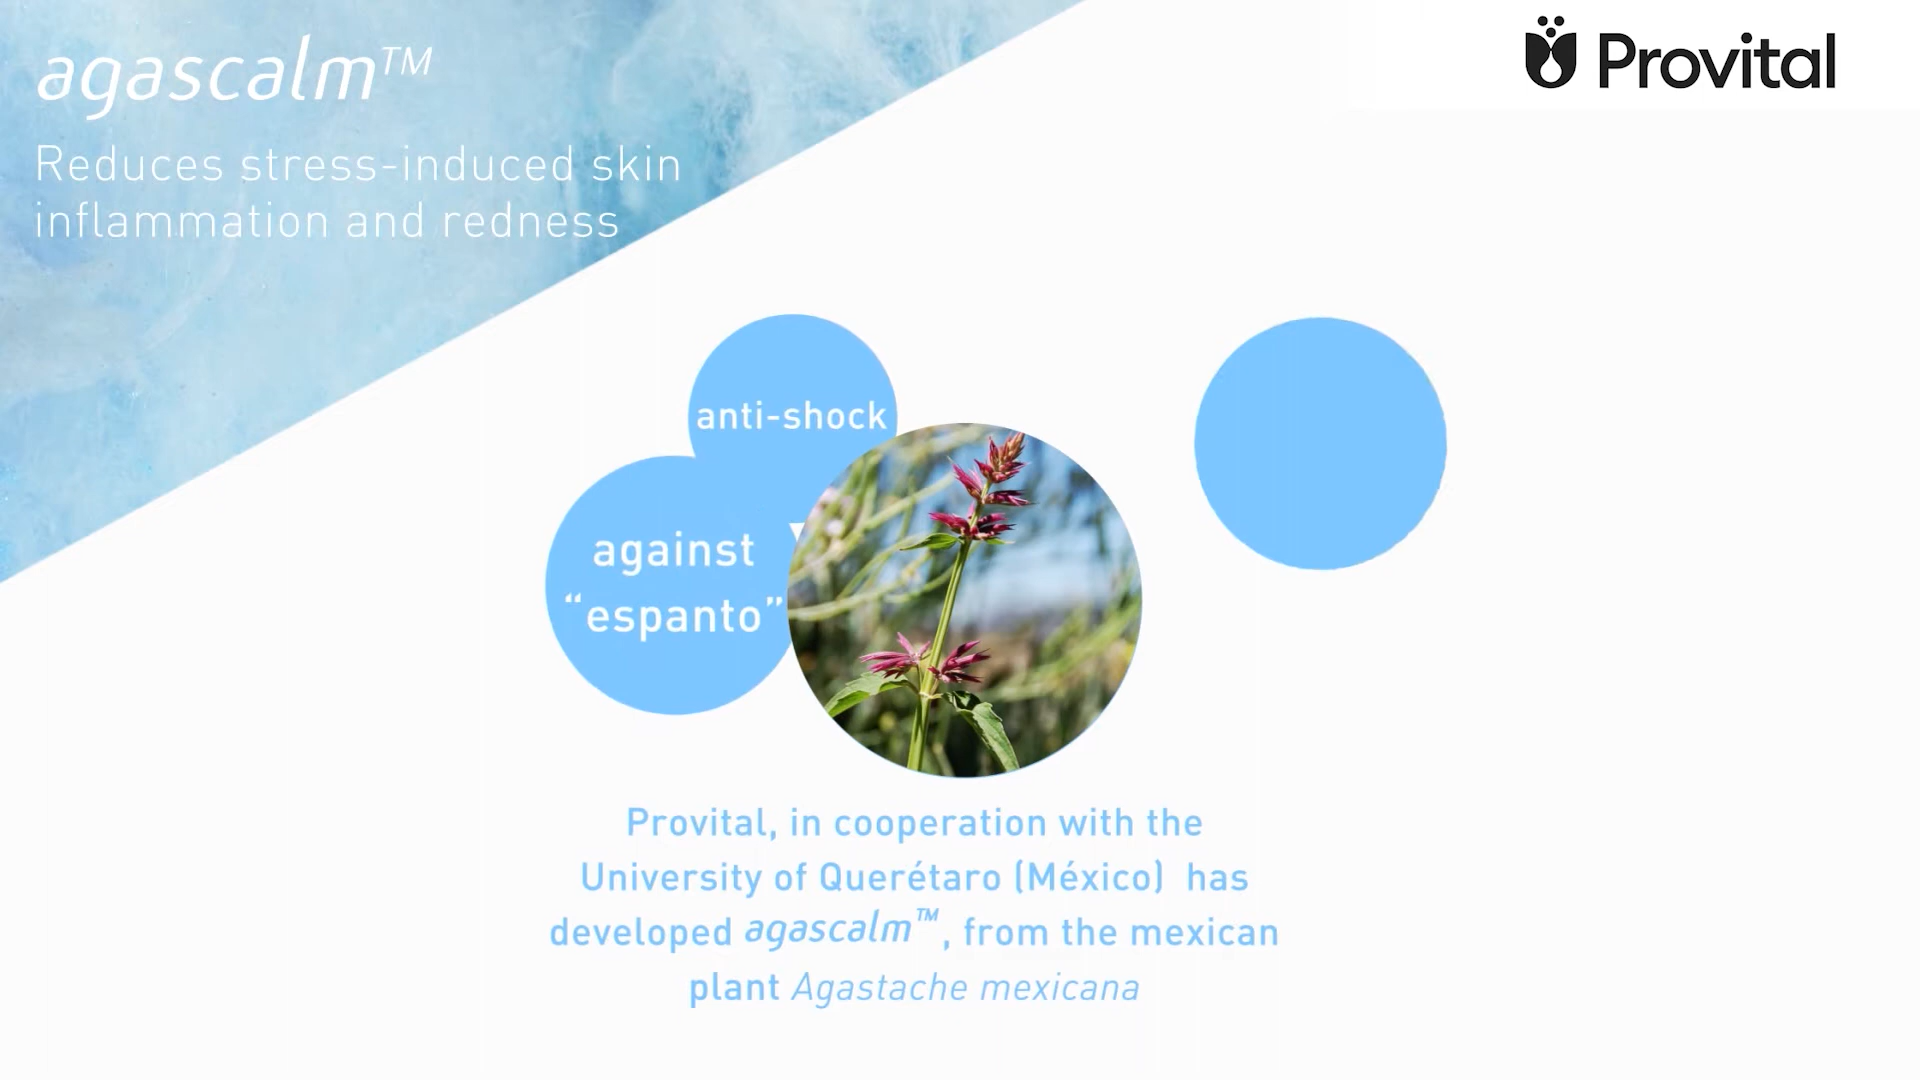 agascalm™
Reduces stress-induced skin
inflammation and redness
Provital
anti-shock
against
“espanto”
Provital, in cooperation with the
University of Querétaro (México) has
developed agascalm™, from the mexican
plant Agastache mexicana